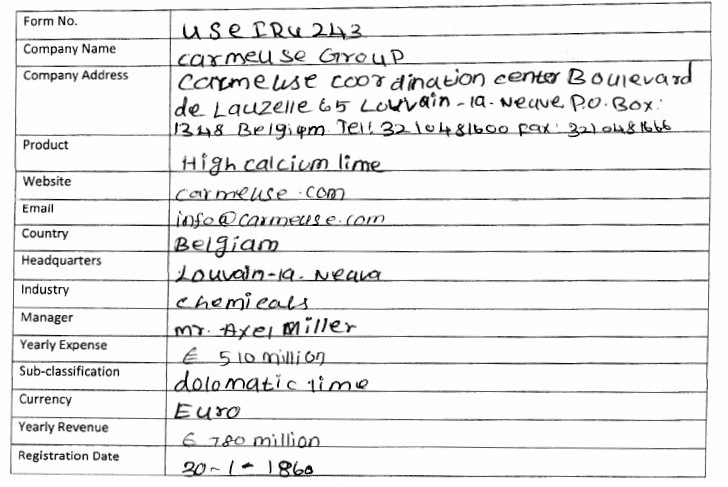 Form No. USE IRU 243
Company Name Carmeuse Group
Company Address Carmeuse coordination center Boulevard
de Lauzelle 65 Louvain-la-Neuve P.O. Box:
1348 Belgium Tel: 3210481600 Fax: 3210481666
Product High calcium lime
Website carmeuse.com
Email info@carmeuse.com
Country Belgiam
Headquarters Louvain-la-Neava
Industry chemicals
Manager mr. Axel Miller
Yearly Expense € 510 million
Sub-classification dolomatic lime
Currency Euro
Yearly Revenue € 780 million
Registration Date 20-1-1860